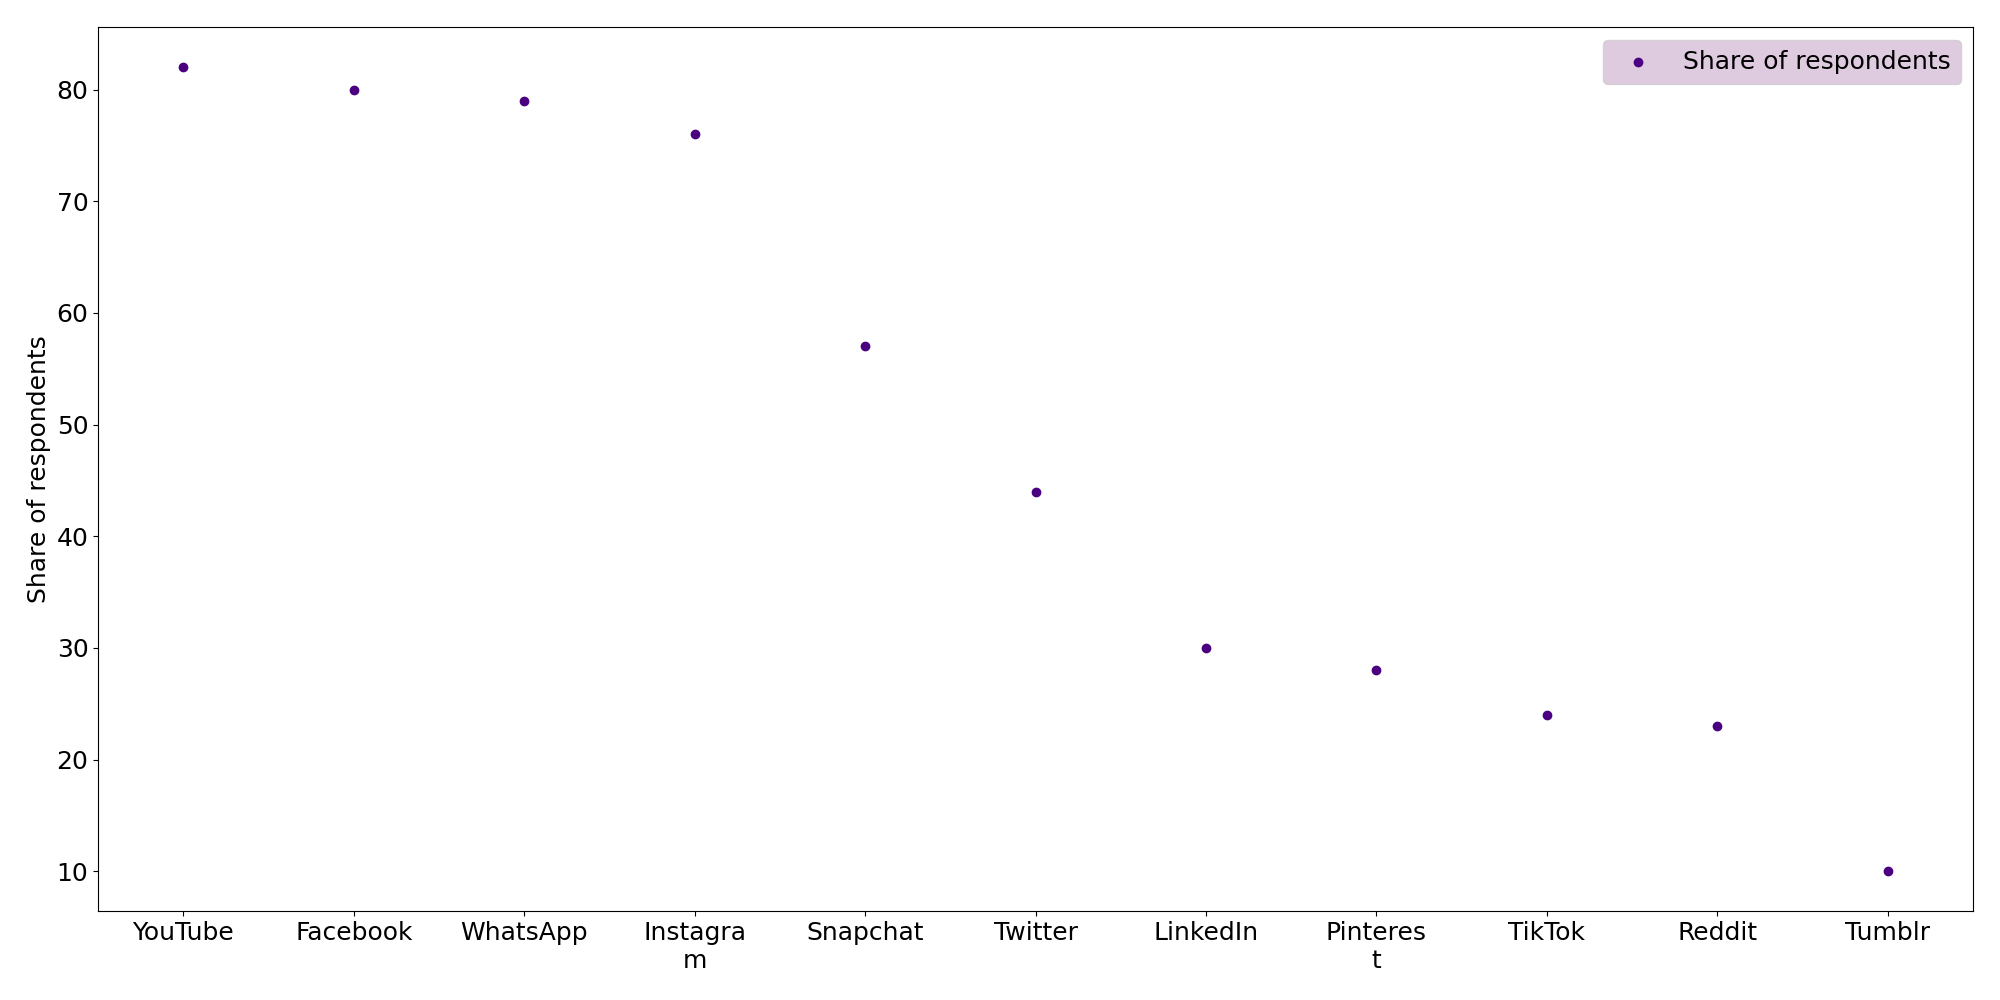 Share of respondents
80
70
60
50
40
30
20
10
Share of respondents
YouTube Facebook WhatsApp Instagra Snapchat Twitter LinkedIn Pinteres TikTok Reddit Tumblr
m t